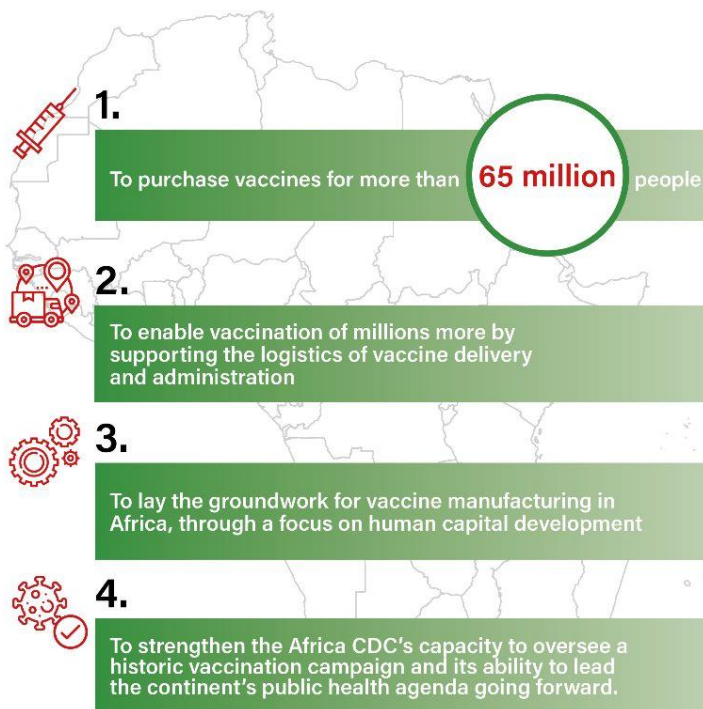 1.
To purchase vaccines for more than 65 million people
2.
To enable vaccination of millions more by
supporting the logistics of vaccine delivery
and administration
3.
To lay the groundwork for vaccine manufacturing in
Africa, through a focus on human capital development
4.
To strengthen the Africa CDC's capacity to oversee a
historic vaccination campaign and its ability to lead
the continent's public health agenda going forward.